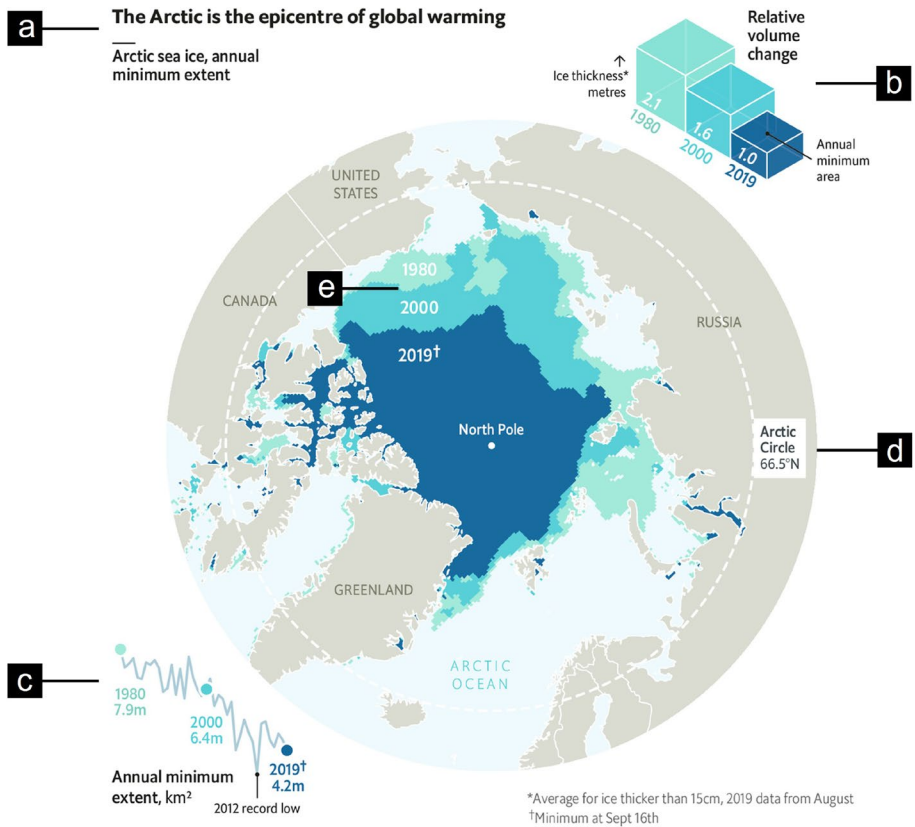 a
The Arctic is the epicentre of global warming
Arctic sea ice, annual
minimum extent
Relative
volume
change
b
↑
Ice thickness*
metres
2.1
1980
1.6
2000
1.0
2019
Annual
minimum
area
UNITED
STATES
CANADA
RUSSIA
e
1980
2000
2019†
North Pole
Arctic
Circle
66.5°N
d
GREENLAND
ARCTIC
OCEAN
c
1980
7.9m
2000
6.4m
2019†
4.2m
Annual minimum
extent, km²
2012 record low
*Average for ice thicker than 15cm, 2019 data from August
†Minimum at Sept 16th